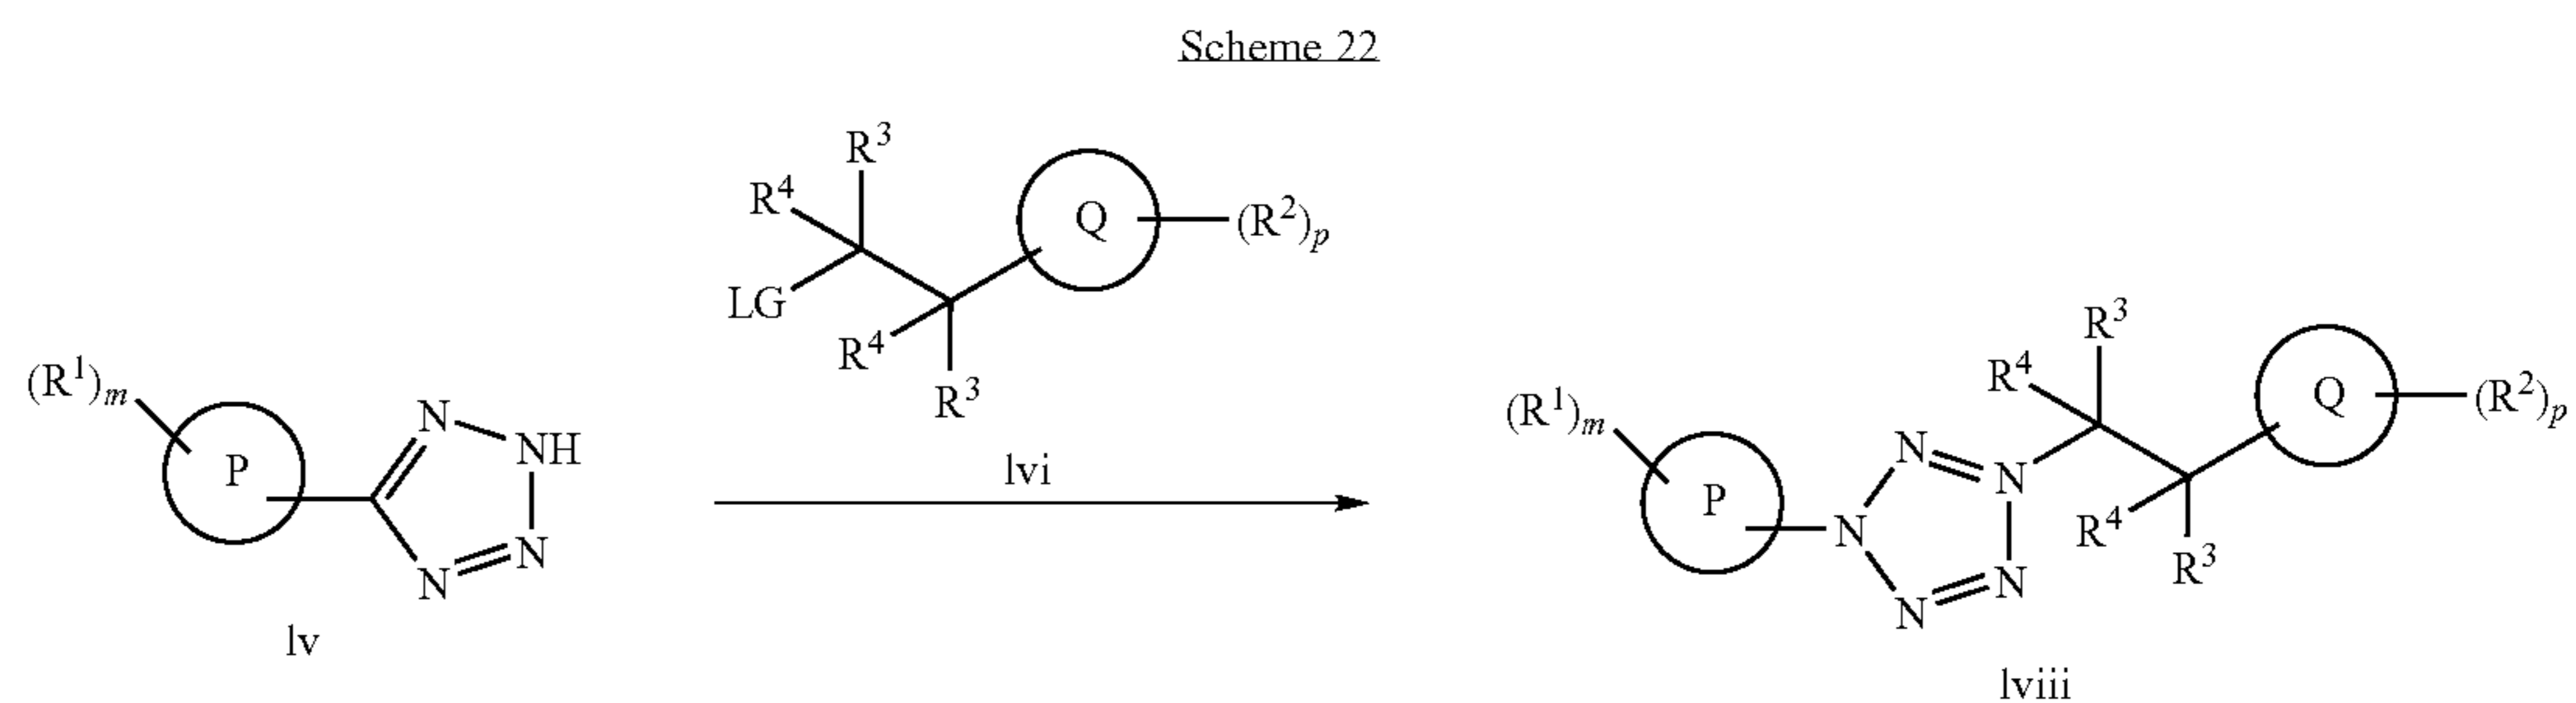 Scheme 22
R³
R⁴
Q
(R²)ₚ
LG
R⁴
R³
lvi
(R¹)ₘ
P
N
NH
N
N
lv
(R¹)ₘ
P
N
N
N
N
N
R⁴
R³
Q
(R²)ₚ
R⁴
R³
lviii